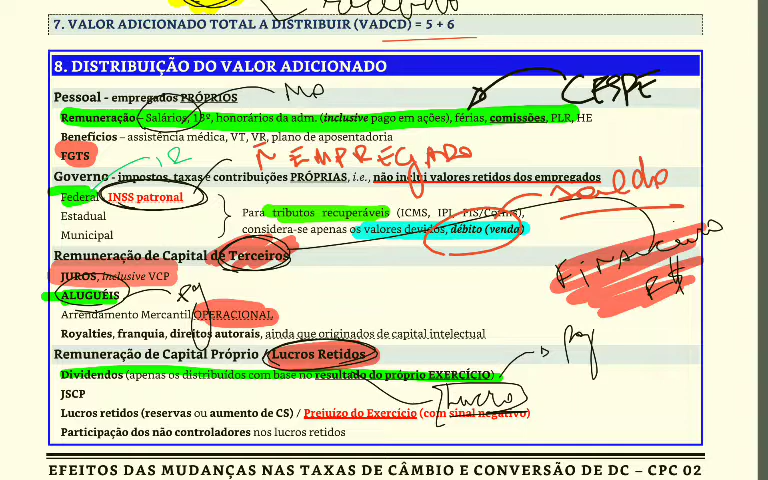 7. VALOR ADICIONADO TOTAL A DISTRIBUIR (VADCD) = 5 + 6
8. DISTRIBUIÇÃO DO VALOR ADICIONADO
Pessoal - empregados PRÓPRIOS
CESPE
Remuneração – Salários, 13º, honorários da adm. (inclusive pago em ações), férias, comissões, PLR, HE
Benefícios – assistência médica, VT, VR, plano de aposentadoria
FGTS
Ñ EMPREGADO
Governo - impostos, taxas e contribuições PRÓPRIAS, i.e., não inclui valores retidos dos empregados
Federal INSS patronal
saldo
Estadual
Municipal
Para tributos recuperáveis (ICMS, IPI, PIS/Cofins),
considera-se apenas os valores devidos, débito (venda)
Remuneração de Capital de Terceiros
FINANCEIRO
R$
JUROS, inclusive VCP
ALUGUÉIS
Arrendamento Mercantil OPERACIONAL
Royalties, franquia, direitos autorais, ainda que originados de capital intelectual
Remuneração de Capital Próprio / Lucros Retidos
Dividendos (apenas os distribuídos com base no resultado do próprio EXERCÍCIO)
JSCP
Lucro
Lucros retidos (reservas ou aumento de CS) / Prejuízo do Exercício (com sinal negativo)
Participação dos não controladores nos lucros retidos
EFEITOS DAS MUDANÇAS NAS TAXAS DE CÂMBIO E CONVERSÃO DE DC – CPC 02